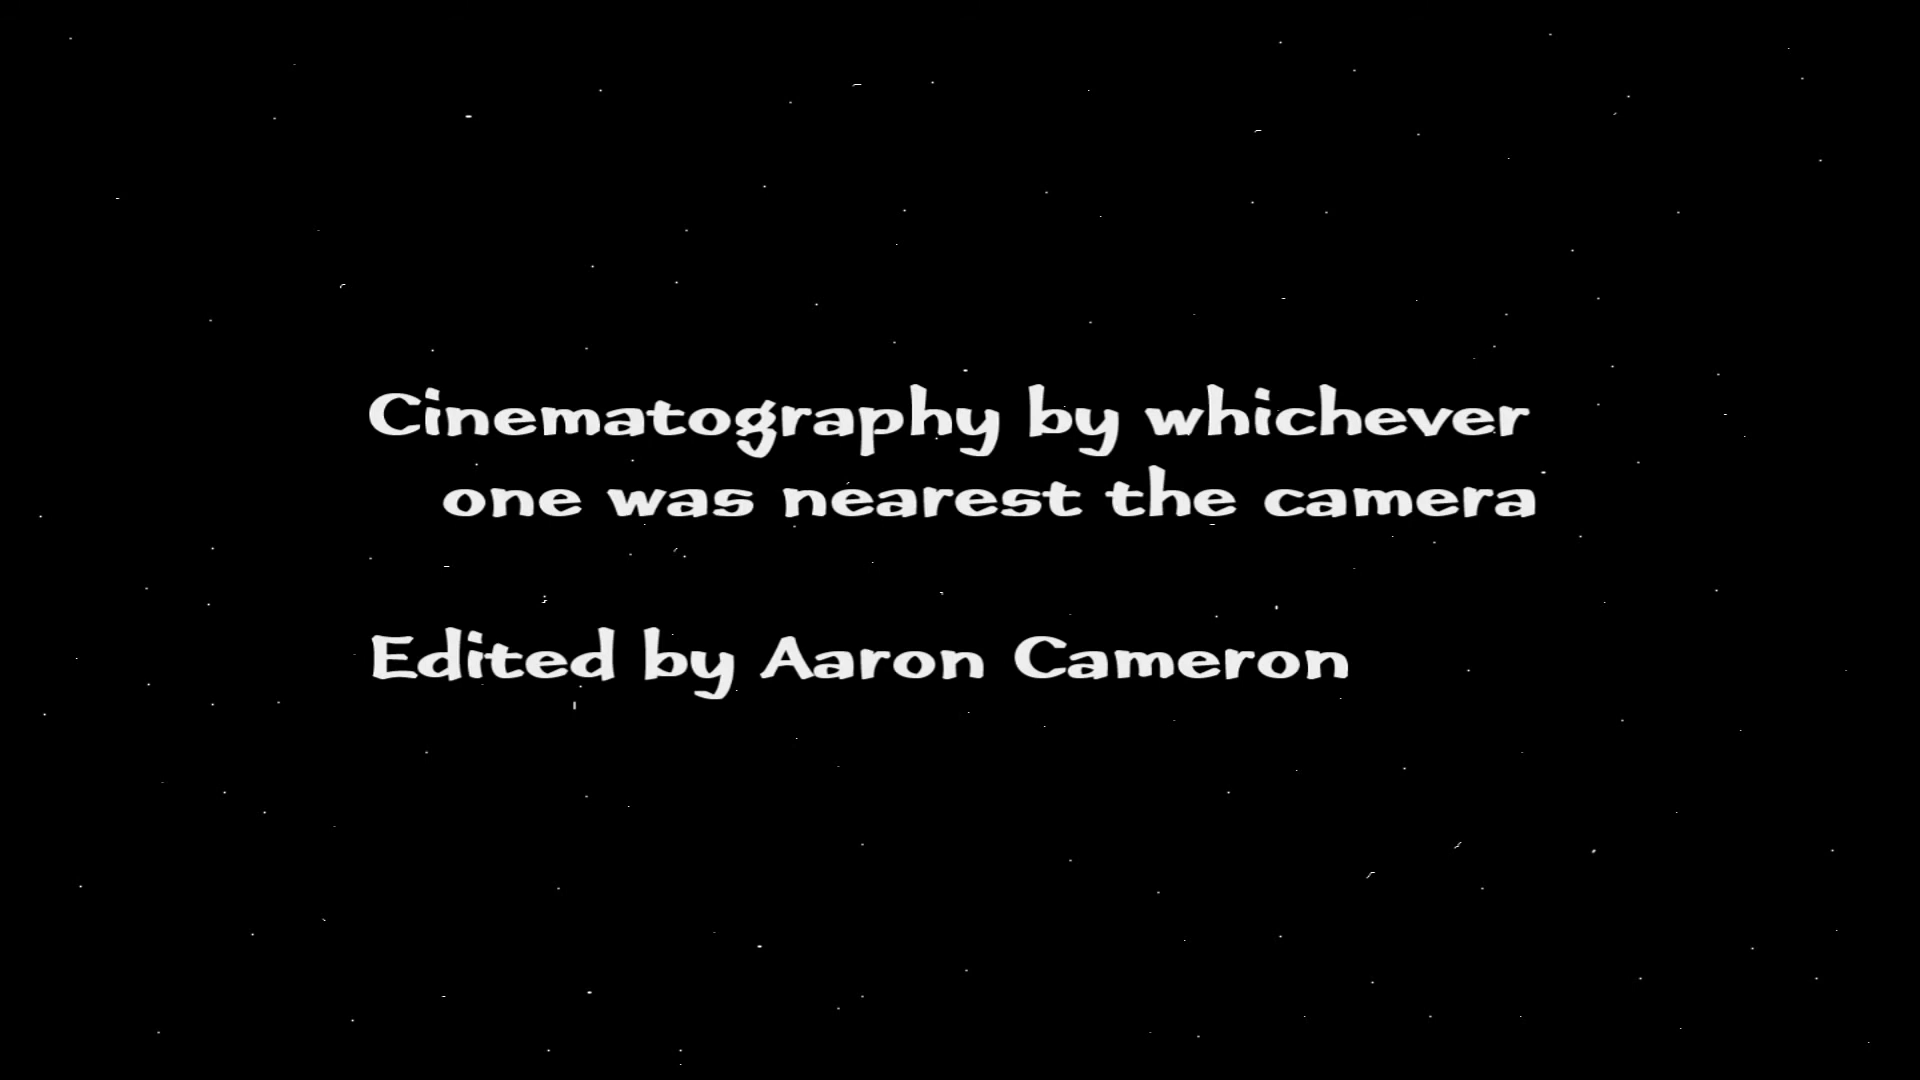 Cinematography by whichever
one was nearest the camera
Edited by Aaron Cameron